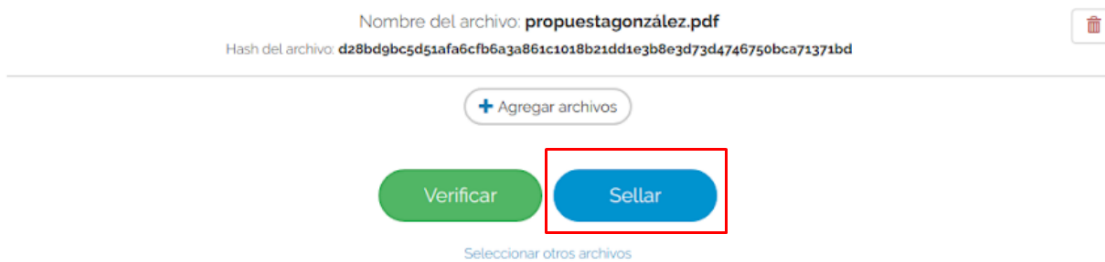 Nombre del archivo: propuestagonzález.pdf
Hash del archivo: d28bd9bc5d51afa6cfb6a3a861c1018b21dd1e3b8e3d73d4746750bca71371bd
+ Agregar archivos
Verificar
Sellar
Seleccionar otros archivos